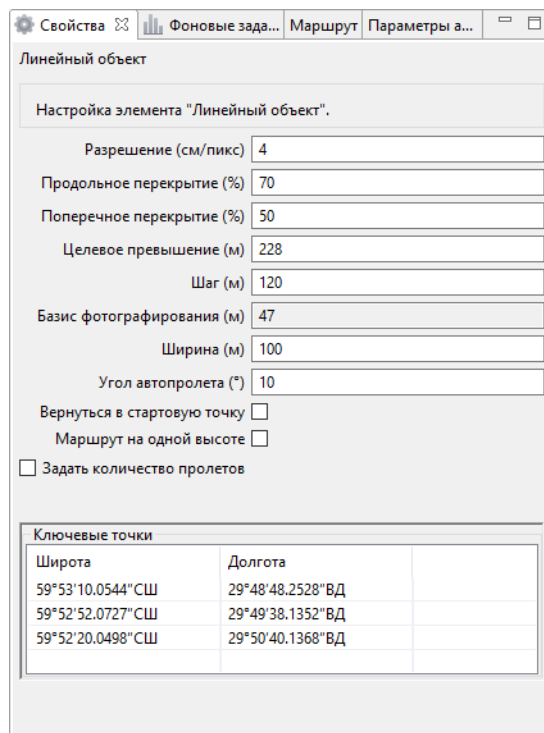 Свойства Фоновые зада... Маршрут Параметры а...
Линейный объект
Настройка элемента "Линейный объект".
Разрешение (см/пикс) 4
Продольное перекрытие (%) 70
Поперечное перекрытие (%) 50
Целевое превышение (м) 228
Шаг (м) 120
Базис фотографирования (м) 47
Ширина (м) 100
Угол автопролета (°) 10
Вернуться в стартовую точку
Маршрут на одной высоте
Задать количество пролетов
Ключевые точки
Широта Долгота
59°53'10.0544"СШ 29°48'48.2528"ВД
59°52'52.0727"СШ 29°49'38.1352"ВД
59°52'20.0498"СШ 29°50'40.1368"ВД